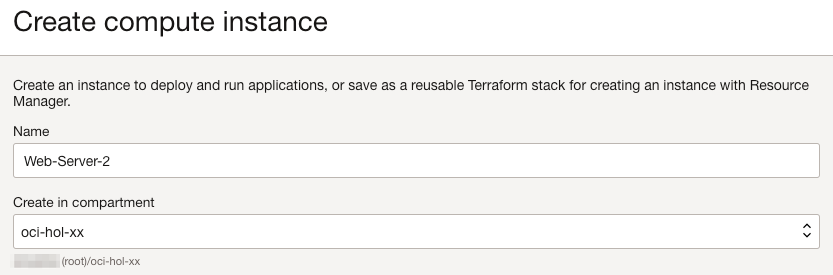 Create compute instance
Create an instance to deploy and run applications, or save as a reusable Terraform stack for creating an instance with Resource
Manager.
Name
Web-Server-2
Create in compartment
oci-hol-xx
(root)/oci-hol-xx